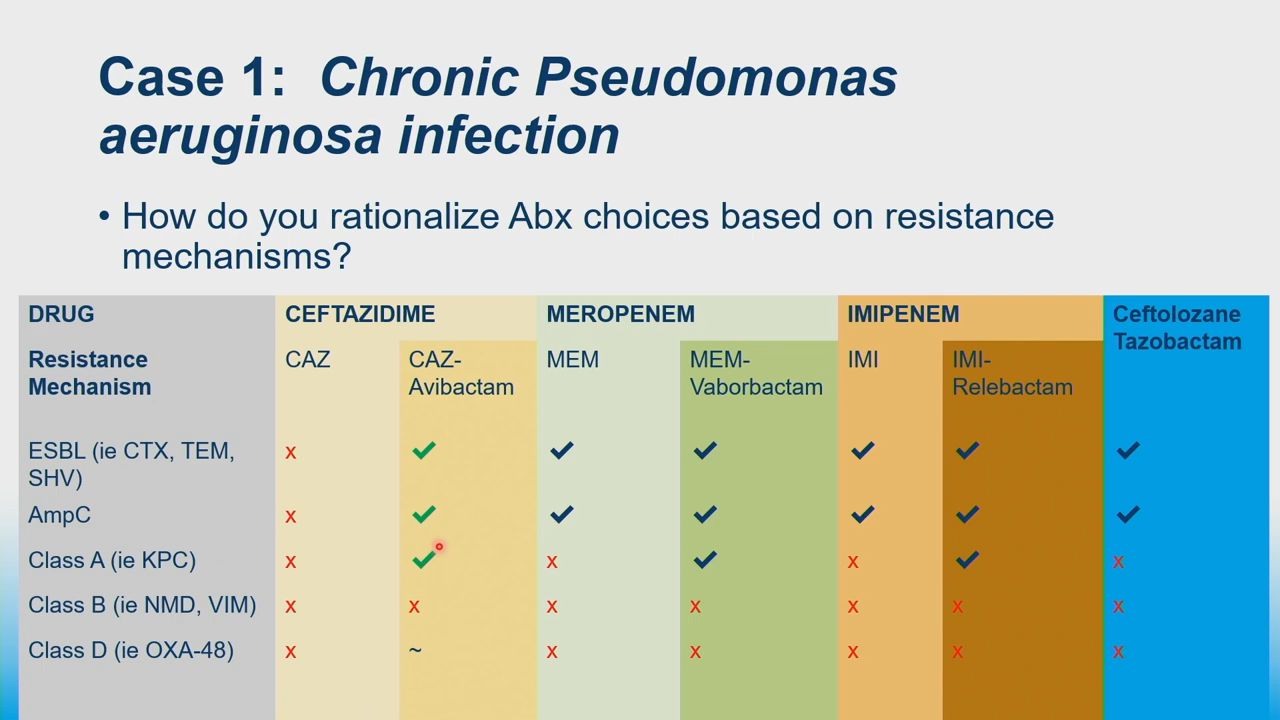 Case 1: Chronic Pseudomonas
aeruginosa infection
• How do you rationalize Abx choices based on resistance
mechanisms?
DRUG CEFTAZIDIME MEROPENEM IMIPENEM Ceftolozane
Tazobactam
Resistance CAZ CAZ- MEM MEM- IMI IMI-
Mechanism Avibactam Vaborbactam Relebactam
ESBL (ie CTX, TEM, x ✓ ✓ ✓ ✓ ✓ ✓
SHV)
AmpC x ✓ ✓ ✓ ✓ ✓ ✓
Class A (ie KPC) x ✓ x ✓ x ✓ x
Class B (ie NMD, VIM) x x x x x x x
Class D (ie OXA-48) x ~ x x x x x